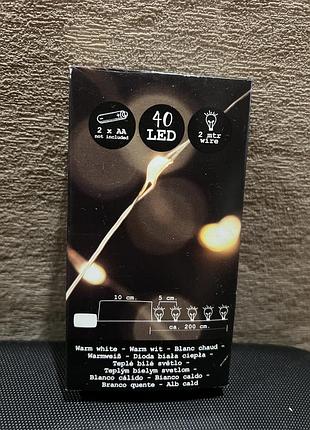 2 x AA
not included
40
LED
2 mtr
wire
10 cm.
5 cm.
ca. 200 cm.
Warm white - Warm wit - Blanc chaud -
Warmweiß - Dioda biała ciepła -
Teplé bílé světlo -
Teplým bielym svetlom -
Blanco cálido - Bianco caldo -
Branco quente - Alb cald